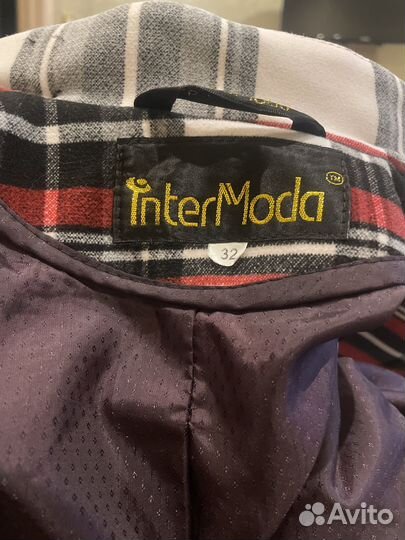 InterModa
TM
32
Avito